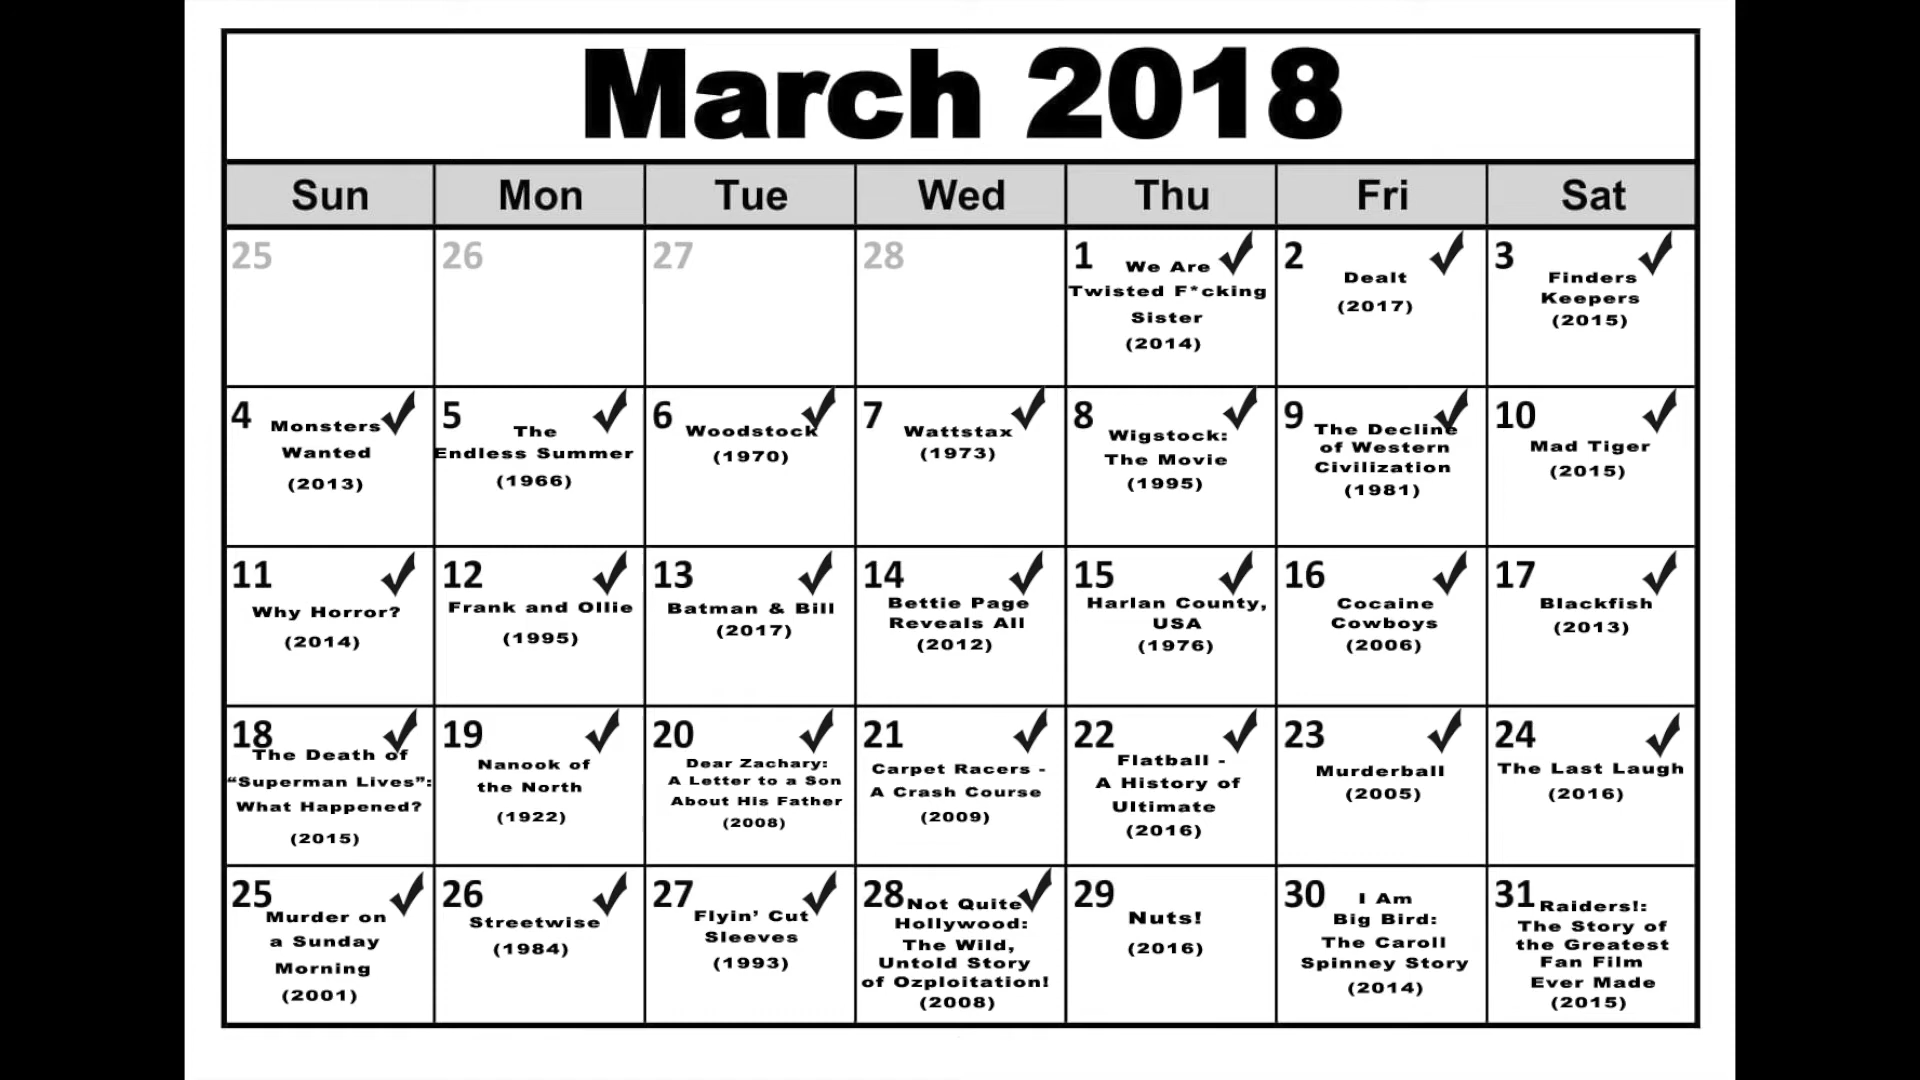 March 2018
Sun Mon Tue Wed Thu Fri Sat
25
26
27
28
1
We Are
Twisted F*cking
Sister
(2014)
2
Dealt
(2017)
3
Finders
Keepers
(2015)
4
Monsters
Wanted
(2013)
5
The
Endless Summer
(1966)
6
Woodstock
(1970)
7
Wattstax
(1973)
8
Wigstock:
The Movie
(1995)
9
The Decline
of Western
Civilization
(1981)
10
Mad Tiger
(2015)
11
Why Horror?
(2014)
12
Frank and Ollie
(1995)
13
Batman & Bill
(2017)
14
Bettie Page
Reveals All
(2012)
15
Harlan County,
USA
(1976)
16
Cocaine
Cowboys
(2006)
17
Blackfish
(2013)
18
The Death of
“Superman Lives”:
What Happened?
(2015)
19
Nanook of
the North
(1922)
20
Dear Zachary:
A Letter to a Son
About His Father
(2008)
21
Carpet Racers -
A Crash Course
(2009)
22
Flatball -
A History of
Ultimate
(2016)
23
Murderball
(2005)
24
The Last Laugh
(2016)
25
Murder on
a Sunday
Morning
(2001)
26
Streetwise
(1984)
27
Flyin’ Cut
Sleeves
(1993)
28
Not Quite
Hollywood:
The Wild,
Untold Story
of Ozploitation!
(2008)
29
Nuts!
(2016)
30
I Am
Big Bird:
The Caroll
Spinney Story
(2014)
31
Raiders!:
The Story of
the Greatest
Fan Film
Ever Made
(2015)